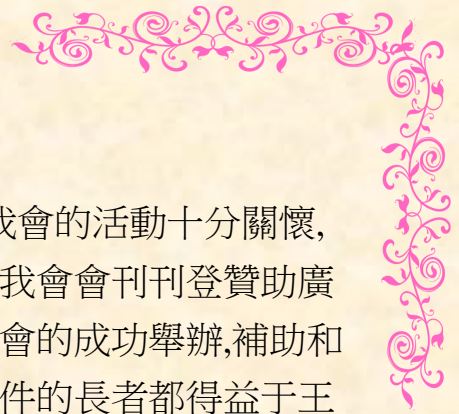 我會的活動十分關懷,
我會會刊刊登贊助廣
會的成功舉辦,補助和
件的長者都得益于王